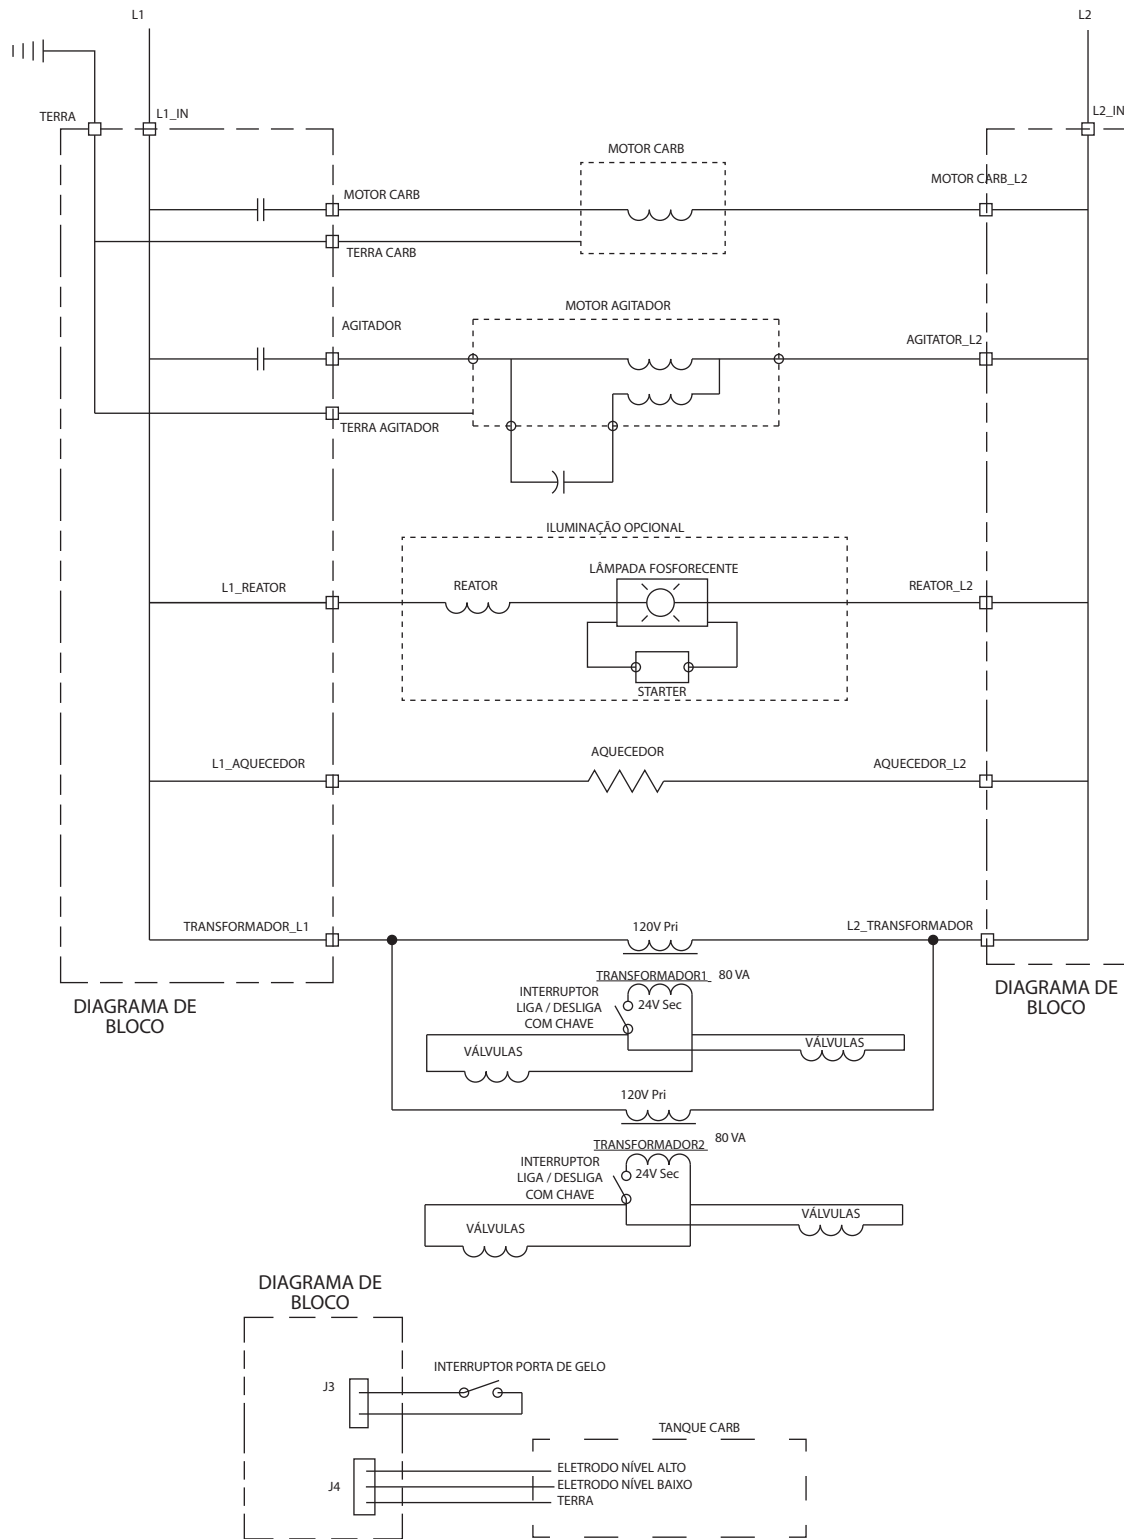 L1
L2
TERRA
L1_IN
L2_IN
MOTOR CARB
MOTOR CARB
MOTOR CARB_L2
TERRA CARB
MOTOR AGITADOR
AGITADOR
AGITATOR_L2
TERRA AGITADOR
ILUMINAÇÃO OPCIONAL
LÂMPADA FOSFORECENTE
L1_REATOR
REATOR
REATOR_L2
STARTER
AQUECEDOR
L1_AQUECEDOR
AQUECEDOR_L2
TRANSFORMADOR_L1
120V Pri
L2_TRANSFORMADOR
TRANSFORMADOR1 80 VA
DIAGRAMA DE
BLOCO
DIAGRAMA DE
BLOCO
INTERRUPTOR
LIGA / DESLIGA
COM CHAVE
24V Sec
VÁLVULAS
VÁLVULAS
120V Pri
TRANSFORMADOR2 80 VA
INTERRUPTOR
LIGA / DESLIGA
COM CHAVE
24V Sec
VÁLVULAS
VÁLVULAS
DIAGRAMA DE
BLOCO
INTERRUPTOR PORTA DE GELO
J3
TANQUE CARB
J4
ELETRODO NÍVEL ALTO
ELETRODO NÍVEL BAIXO
TERRA